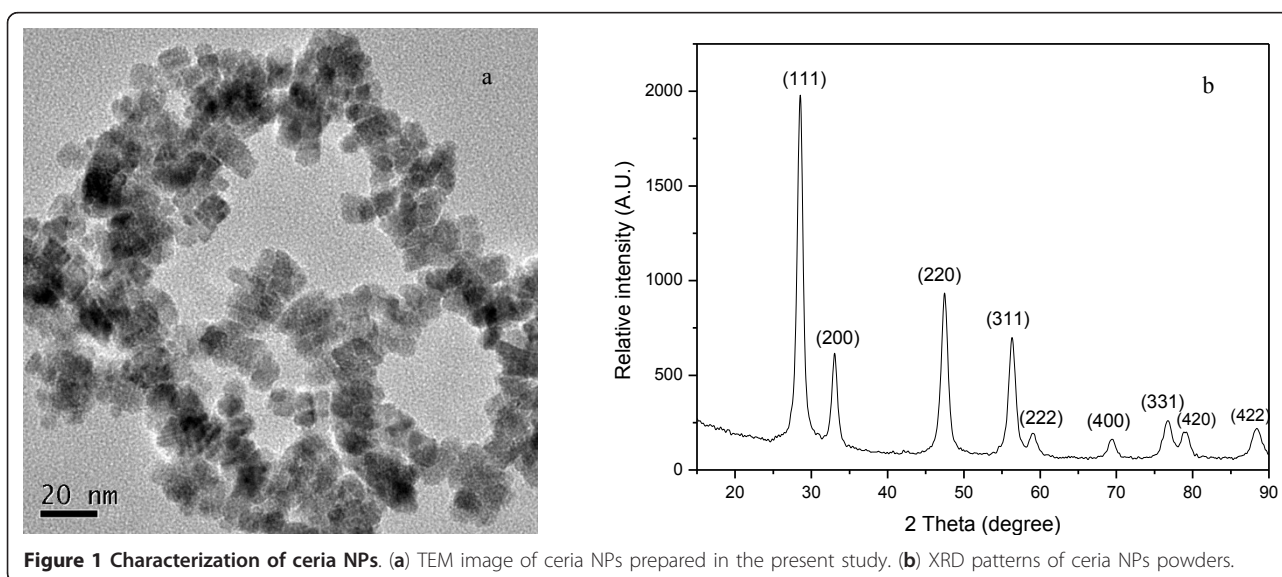 a
20 nm
b
Relative intensity (A.U.)
2000
1500
1000
500
0
(111)
(200)
(220)
(311)
(222)
(400)
(331)
(420)
(422)
20 30 40 50 60 70 80 90
2 Theta (degree)
Figure 1 Characterization of ceria NPs. (a) TEM image of ceria NPs prepared in the present study. (b) XRD patterns of ceria NPs powders.